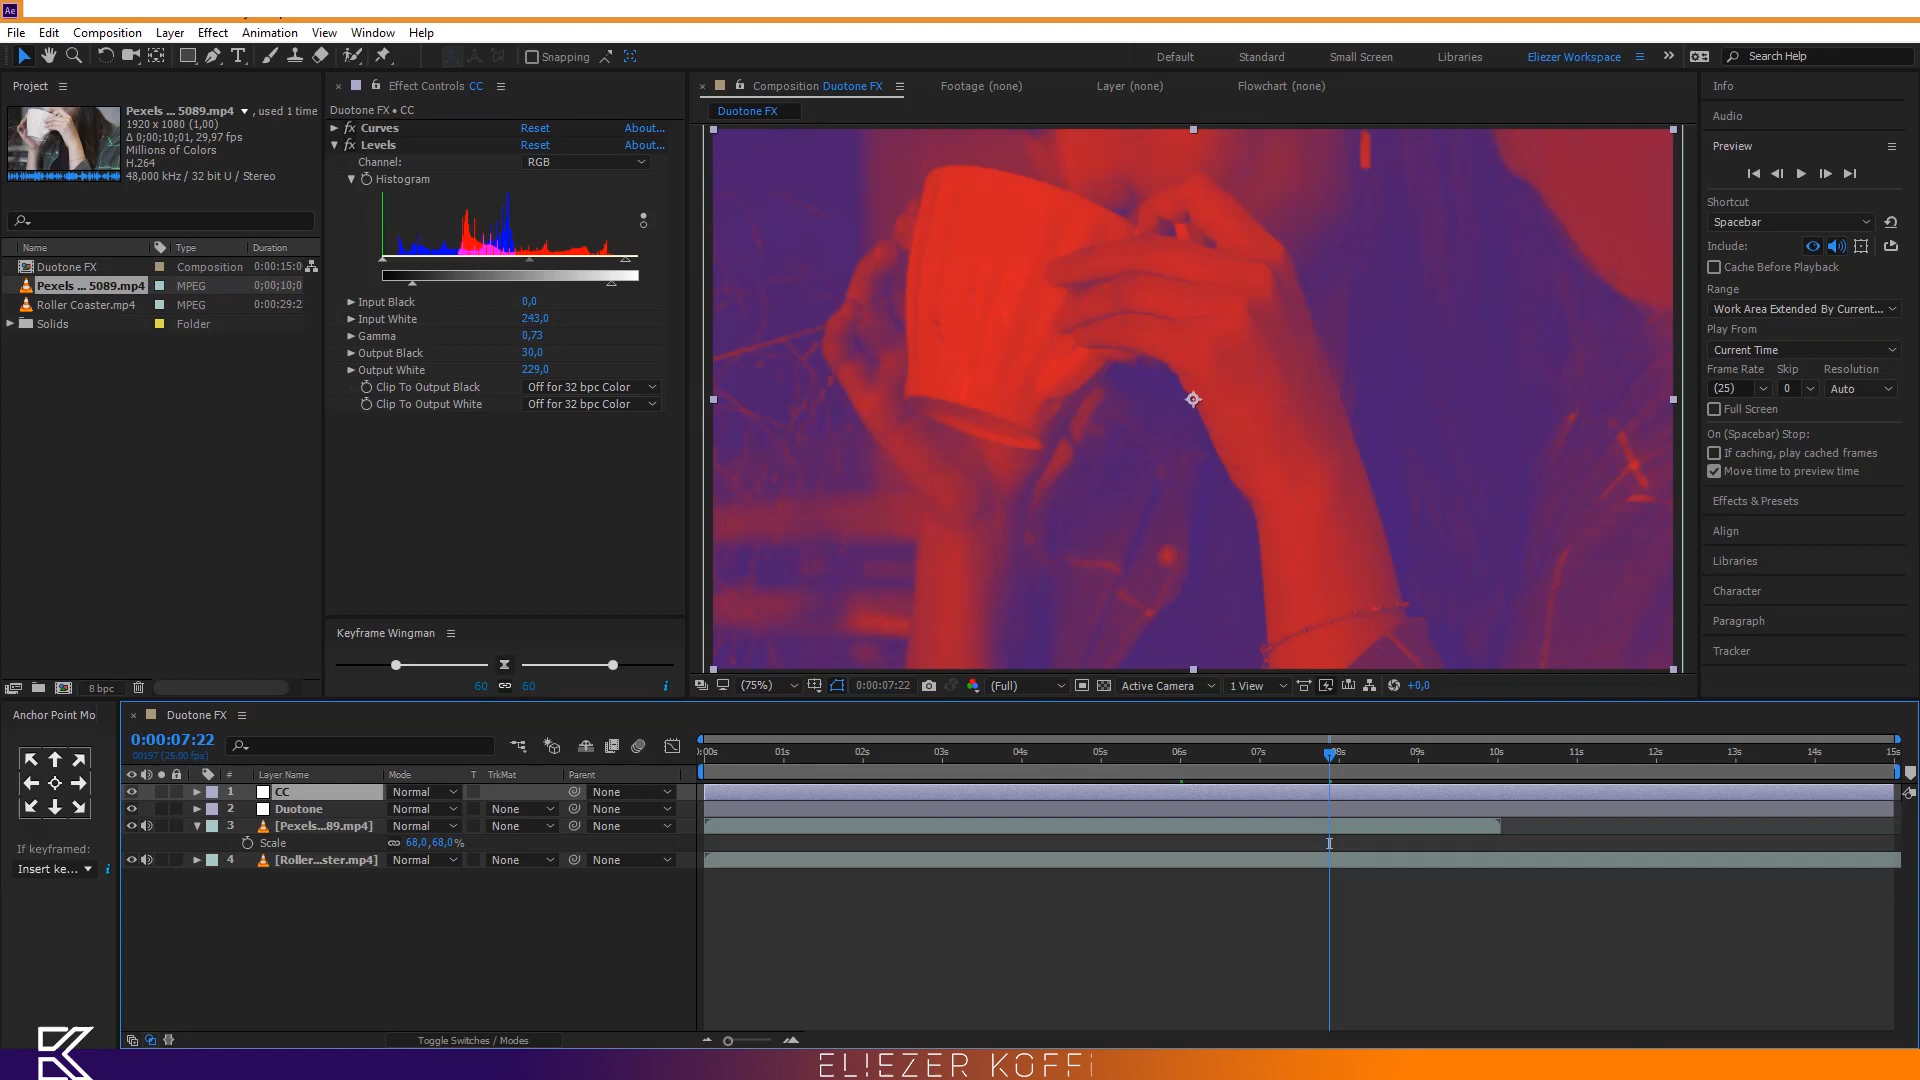 Ae
File Edit Composition Layer Effect Animation View Window Help
Snapping
Default Standard Small Screen Libraries Eliezer Workspace Search Help
Project
Pexels ... 5089.mp4 , used 1 time
1920 x 1080 (1,00)
Δ 0;00;10;01, 29,97 fps
Millions of Colors
H.264
48,000 kHz / 32 bit U / Stereo
Name Type Duration
Duotone FX Composition 0:00:15:0
Pexels ... 5089.mp4 MPEG 0;00;10;0
Roller Coaster.mp4 MPEG 0:00:29:2
Solids Folder
8 bpc
Effect Controls CC
Duotone FX • CC
fx Curves Reset About...
fx Levels Reset About...
Channel: RGB
Histogram
Input Black 0,0
Input White 243,0
Gamma 0,73
Output Black 30,0
Output White 229,0
Clip To Output Black Off for 32 bpc Color
Clip To Output White Off for 32 bpc Color
Keyframe Wingman
60 60 i
Composition Duotone FX Footage (none) Layer (none) Flowchart (none)
Duotone FX
(75%) 0:00:07:22 (Full) Active Camera 1 View +0,0
Info
Audio
Preview
Shortcut
Spacebar
Include:
Cache Before Playback
Range
Work Area Extended By Current...
Play From
Current Time
Frame Rate Skip Resolution
(25) 0 Auto
Full Screen
On (Spacebar) Stop:
If caching, play cached frames
Move time to preview time
Effects & Presets
Align
Libraries
Character
Paragraph
Tracker
Anchor Point Mo
If keyframed:
Insert ke... i
Duotone FX
0:00:07:22
00197 (25.00 fps)
# Layer Name Mode T TrkMat Parent
1 CC Normal None
2 Duotone Normal None None
3 [Pexels...89.mp4] Normal None None
Scale 68,0,68,0%
4 [Roller...ster.mp4] Normal None None
:00s 01s 02s 03s 04s 05s 06s 07s 08s 09s 10s 11s 12s 13s 14s 15s
Toggle Switches / Modes
ELIEZER KOFFI